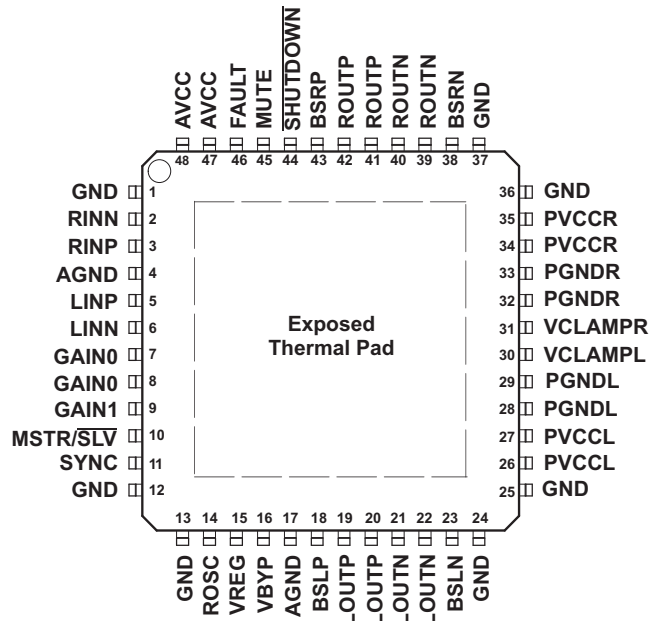 AVCC
AVCC
FAULT
MUTE
SHUTDOWN
BSRP
ROUTP
ROUTP
ROUTN
ROUTN
BSRN
GND
48 47 46 45 44 43 42 41 40 39 38 37
GND 1
RINN 2
RINP 3
AGND 4
LINP 5
LINN 6
GAIN0 7
GAIN0 8
GAIN1 9
MSTR/SLV 10
SYNC 11
GND 12
Exposed
Thermal Pad
36 GND
35 PVCCR
34 PVCCR
33 PGNDR
32 PGNDR
31 VCLAMPR
30 VCLAMPL
29 PGNDL
28 PGNDL
27 PVCCL
26 PVCCL
25 GND
13 14 15 16 17 18 19 20 21 22 23 24
GND
ROSC
VREG
VBYP
AGND
BSLP
LOUTP
LOUTP
LOUTN
LOUTN
BSLN
GND